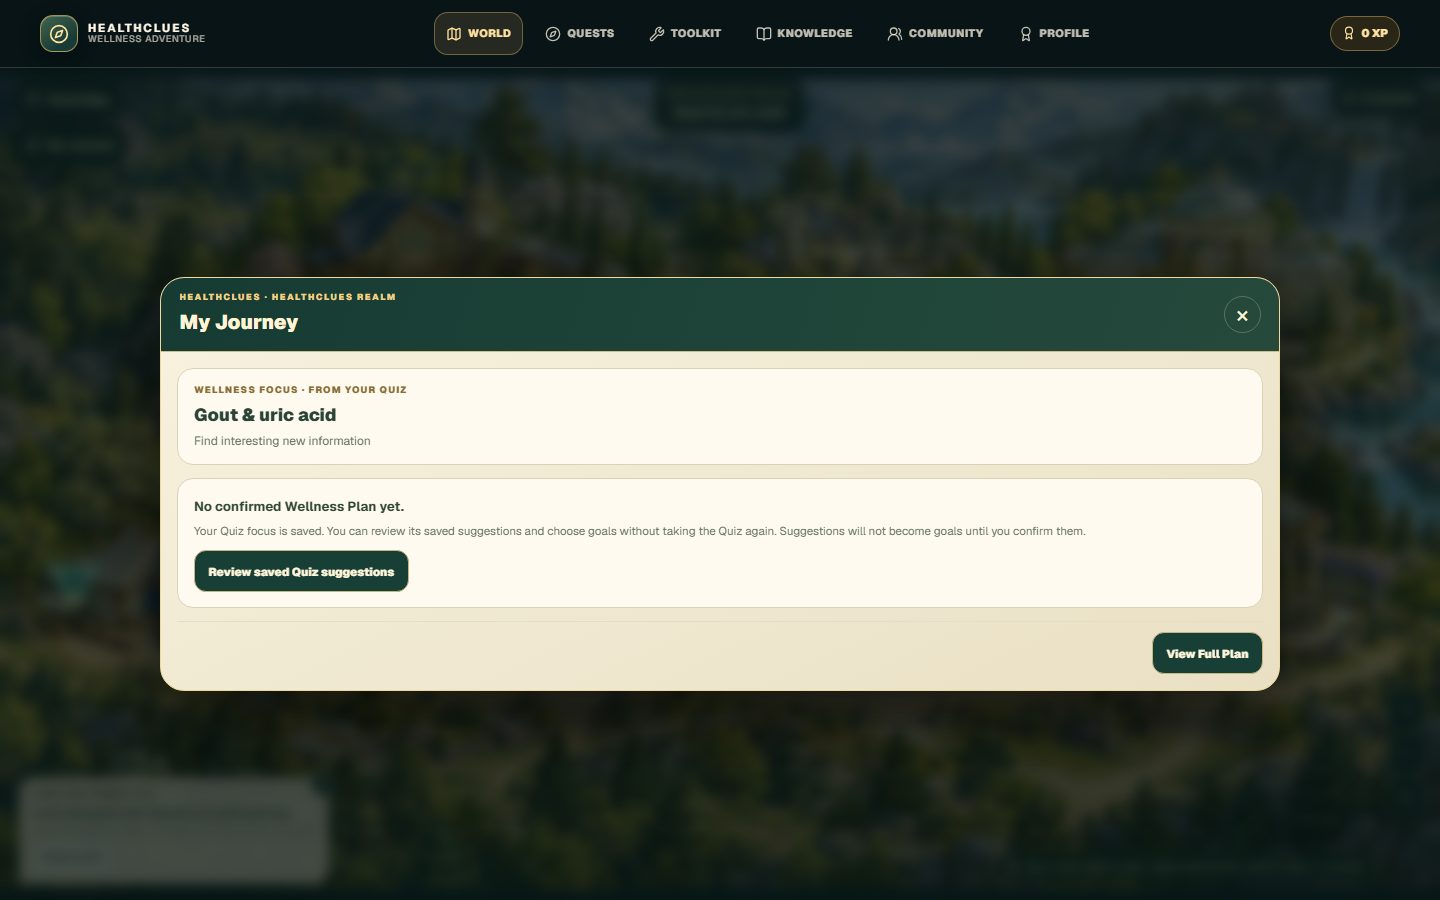 HEALTHCLUES
WELLNESS ADVENTURE
WORLD
QUESTS
TOOLKIT
KNOWLEDGE
COMMUNITY
PROFILE
0 XP
HEALTHCLUES · HEALTHCLUES REALM
My Journey
×
WELLNESS FOCUS · FROM YOUR QUIZ
Gout & uric acid
Find interesting new information
No confirmed Wellness Plan yet.
Your Quiz focus is saved. You can review its saved suggestions and choose goals without taking the Quiz again. Suggestions will not become goals until you confirm them.
Review saved Quiz suggestions
View Full Plan